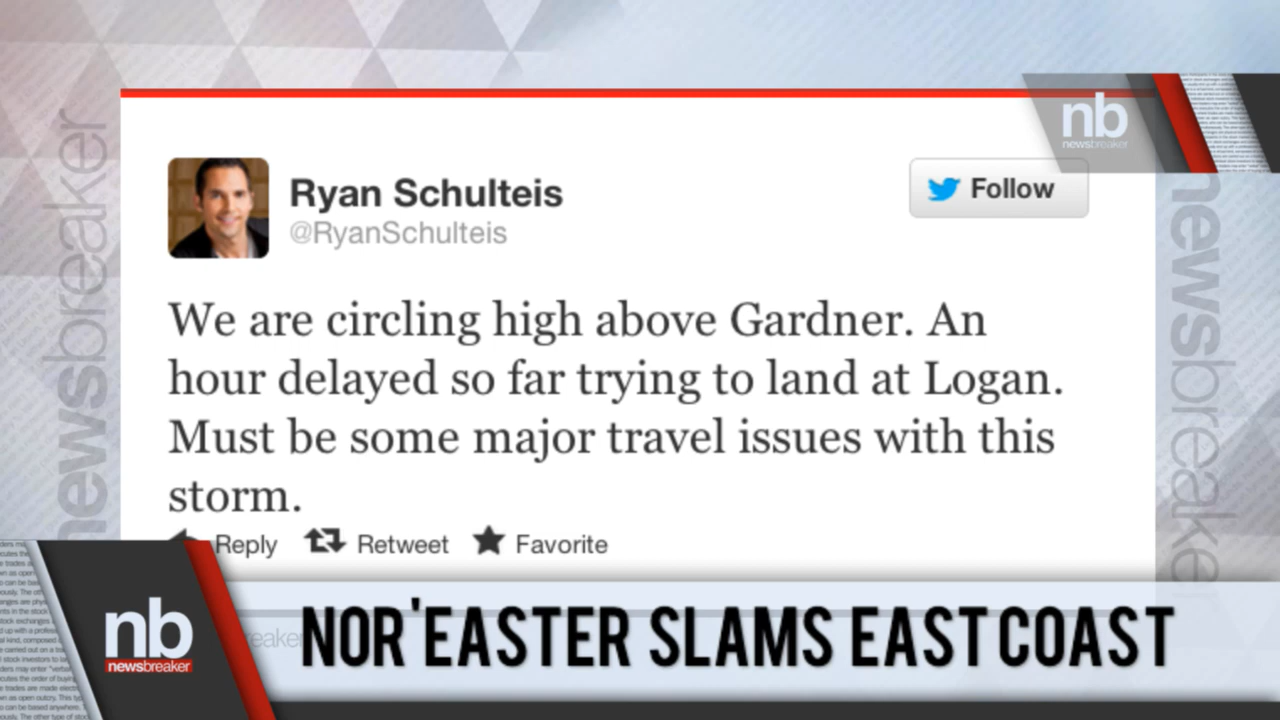 newsbreaker
nb
newsbreaker
Ryan Schulteis
@RyanSchulteis
Follow
We are circling high above Gardner. An
hour delayed so far trying to land at Logan.
Must be some major travel issues with this
storm.
Reply Retweet Favorite
newsbreaker
nb
newsbreaker
NOR'EASTER SLAMS EAST COAST